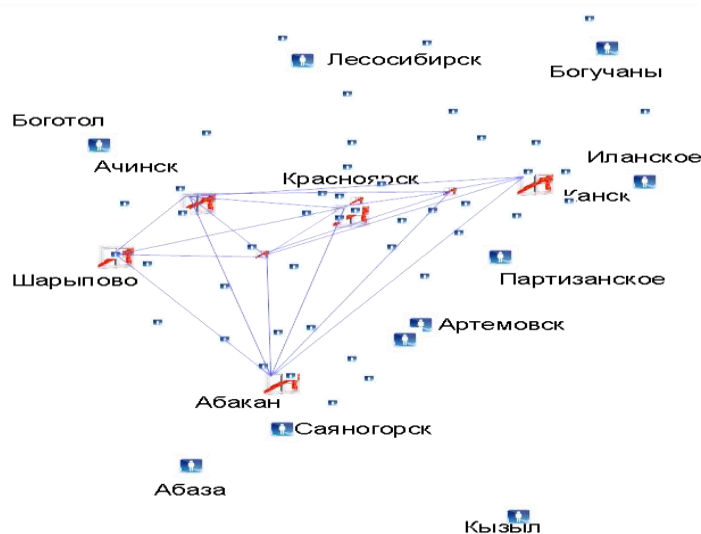 Лесосибирск
Богучаны
Боготол
Ачинск
Иланское
Красноярск
Канск
Шарыпово
Партизанское
Артемовск
Абакан
Саяногорск
Абаза
Кызыл